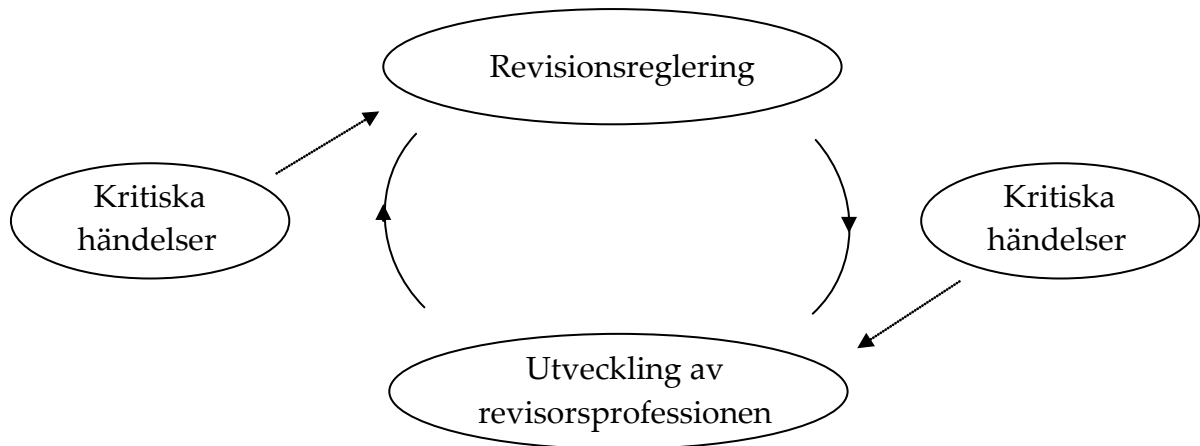 Revisionsreglering
Kritiska
händelser
Kritiska
händelser
Utveckling av
revisorsprofessionen